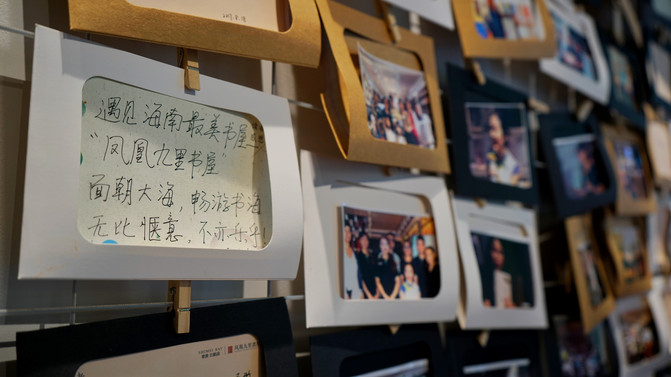 遇见海南最美书屋
“凤凰九里书屋”
面朝大海，畅游书海
无比惬意，不亦乐乎！